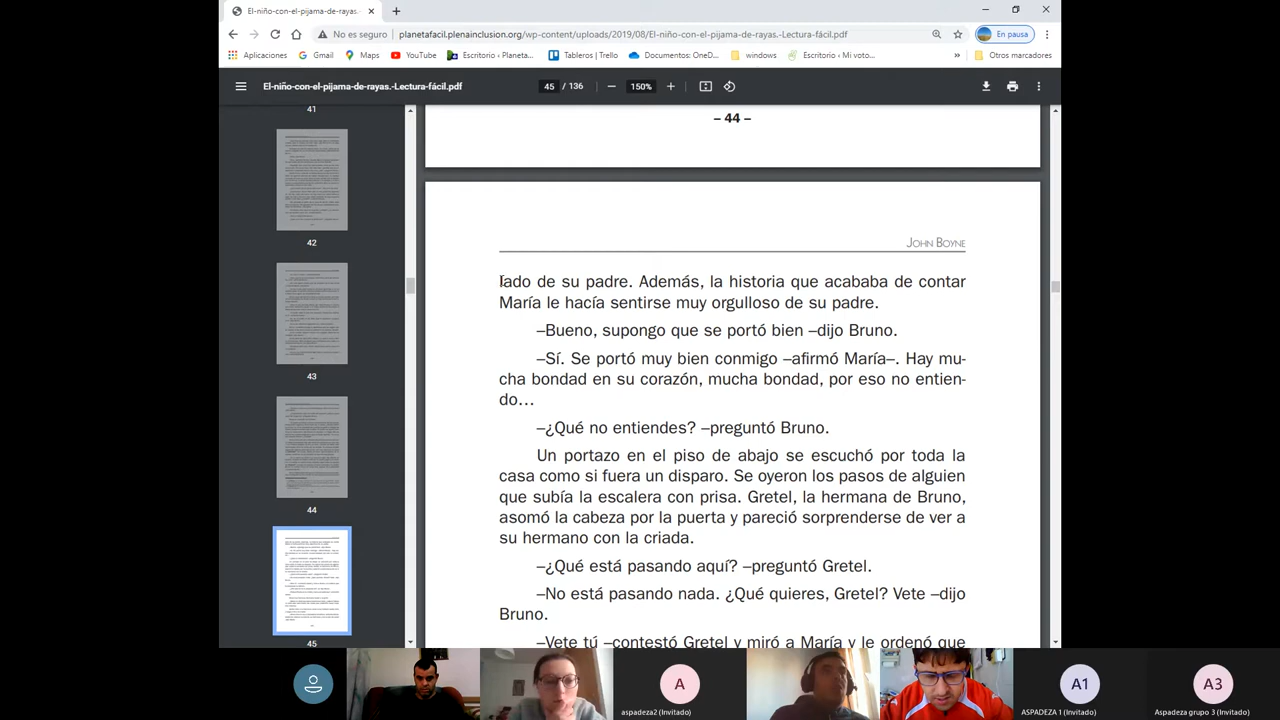 El-niño-con-el-pijama-de-rayas.-
No es seguro
planetafacil.plenainclusion.org/wp-content/uploads/2019/08/El-niño-con-el-pijama-de-rayas.-Lectura-fácil.pdf
En pausa
Aplicaciones Gmail Maps YouTube Escritorio ‹ Planeta... Tableros | Trello Documentos: OneD... windows Escritorio ‹ Mi voto... » Otros marcadores
El-niño-con-el-pijama-de-rayas.-Lectura-fácil.pdf
45 / 136
150%
41
42
43
44
45
– 44 –
John Boyne
lado de su padre. Además, la historia que acababa de contar
María le hacía sentirse muy orgulloso de su padre.
–Bueno, supongo que se portó bien –dijo Bruno.
–Sí. Se portó muy bien conmigo –afirmó María–. Hay mu-
cha bondad en su corazón, mucha bondad, por eso no entien-
do…
–¿Qué no entiendes? –preguntó Bruno.
Un portazo en el piso de abajo se escuchó por toda la
casa como si fuera un disparo. Se oyeron los pasos de alguien
que subía la escalera con prisa. Gretel, la hermana de Bruno,
asomó la cabeza por la puerta. Pareció sorprenderse de ver a
su hermano con la criada.
–¿Qué está pasando aquí? –preguntó Gretel.
–No está pasando nada. ¿Qué quieres, Gretel? Vete –dijo
Bruno.
–Vete tú –contestó Gretel y miró a María y le ordenó que
A
aspadeza2 (Invitado)
A1
ASPADEZA 1 (Invitado)
A3
Aspadeza grupo 3 (Invitado)